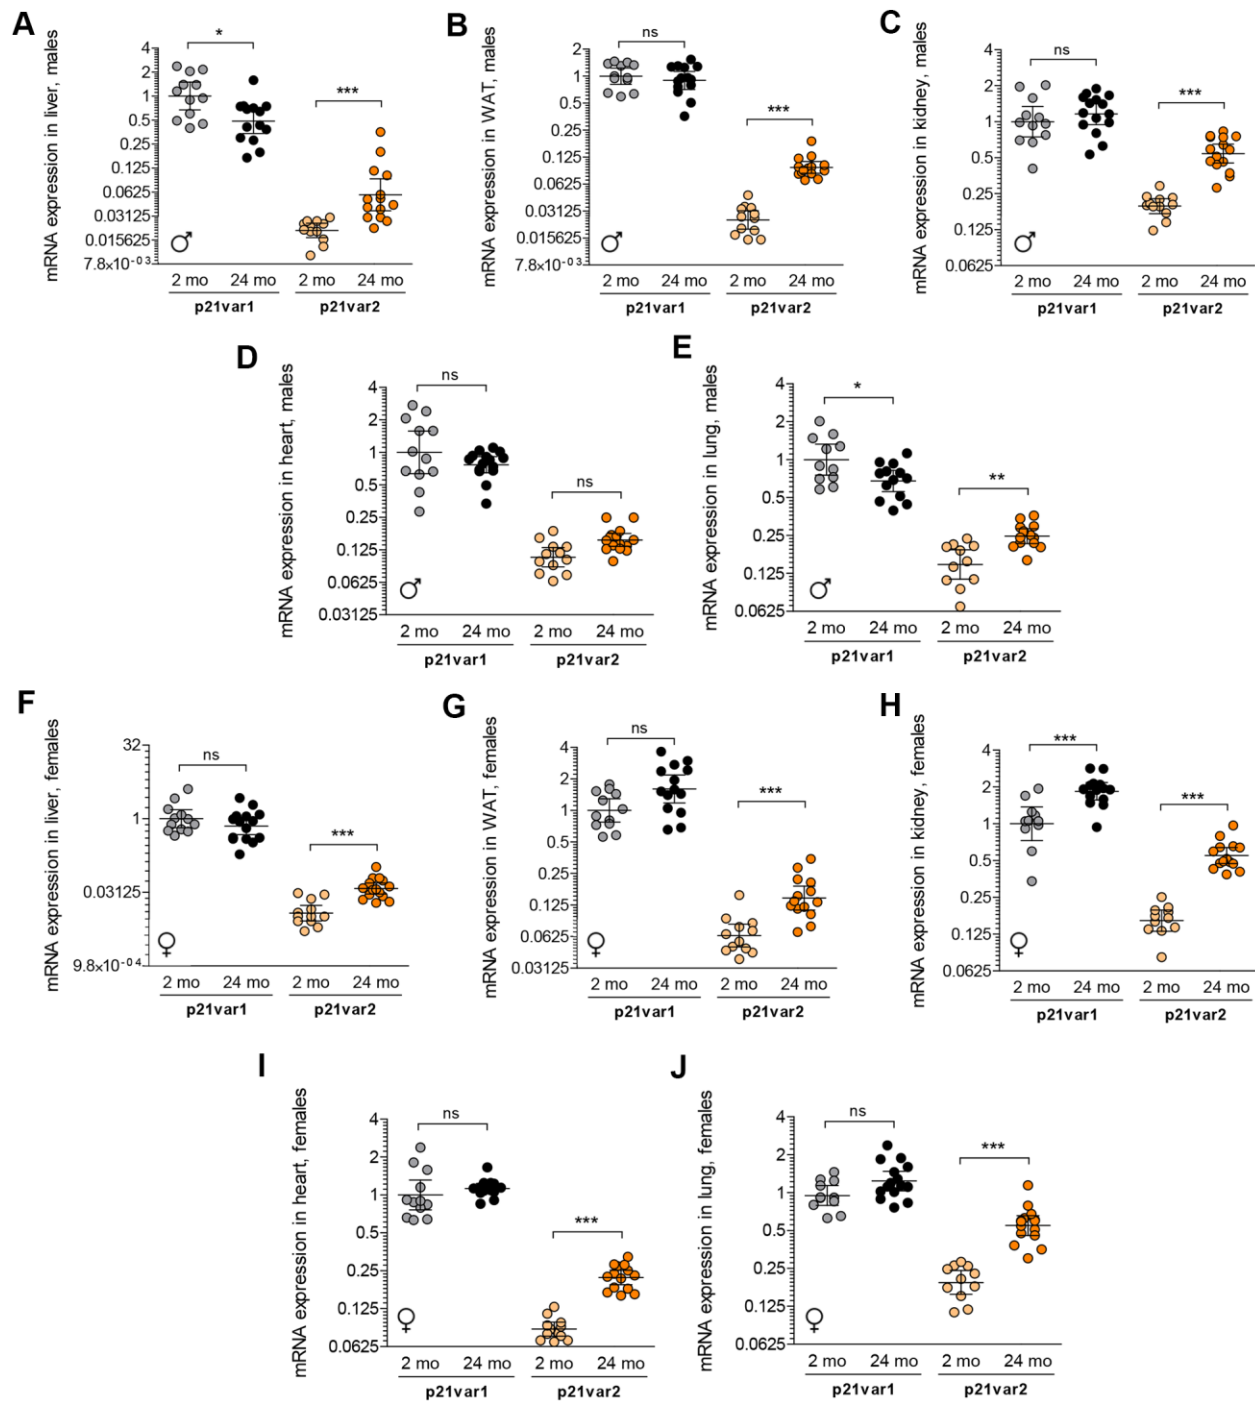 A
mRNA expression in liver, males
4
2
1
0.5
0.25
0.125
0.0625
0.03125
0.015625
7.8×10⁻⁰³
*
***
♂
2 mo 24 mo 2 mo 24 mo
p21var1 p21var2
B
mRNA expression in WAT, males
2
1
0.5
0.25
0.125
0.0625
0.03125
0.015625
7.8×10⁻⁰³
ns
***
♂
2 mo 24 mo 2 mo 24 mo
p21var1 p21var2
C
mRNA expression in kidney, males
4
2
1
0.5
0.25
0.125
0.0625
ns
***
♂
2 mo 24 mo 2 mo 24 mo
p21var1 p21var2
D
mRNA expression in heart, males
4
2
1
0.5
0.25
0.125
0.0625
0.03125
ns
ns
♂
2 mo 24 mo 2 mo 24 mo
p21var1 p21var2
E
mRNA expression in lung, males
4
2
1
0.5
0.25
0.125
0.0625
*
**
♂
2 mo 24 mo 2 mo 24 mo
p21var1 p21var2
F
mRNA expression in liver, females
32
1
0.03125
9.8×10⁻⁰⁴
ns
***
♀
2 mo 24 mo 2 mo 24 mo
p21var1 p21var2
G
mRNA expression in WAT, females
4
2
1
0.5
0.25
0.125
0.0625
0.03125
ns
***
♀
2 mo 24 mo 2 mo 24 mo
p21var1 p21var2
H
mRNA expression in kidney, females
4
2
1
0.5
0.25
0.125
0.0625
***
***
♀
2 mo 24 mo 2 mo 24 mo
p21var1 p21var2
I
mRNA expression in heart, females
4
2
1
0.5
0.25
0.125
0.0625
ns
***
♀
2 mo 24 mo 2 mo 24 mo
p21var1 p21var2
J
mRNA expression in lung, females
4
2
1
0.5
0.25
0.125
0.0625
ns
***
♀
2 mo 24 mo 2 mo 24 mo
p21var1 p21var2